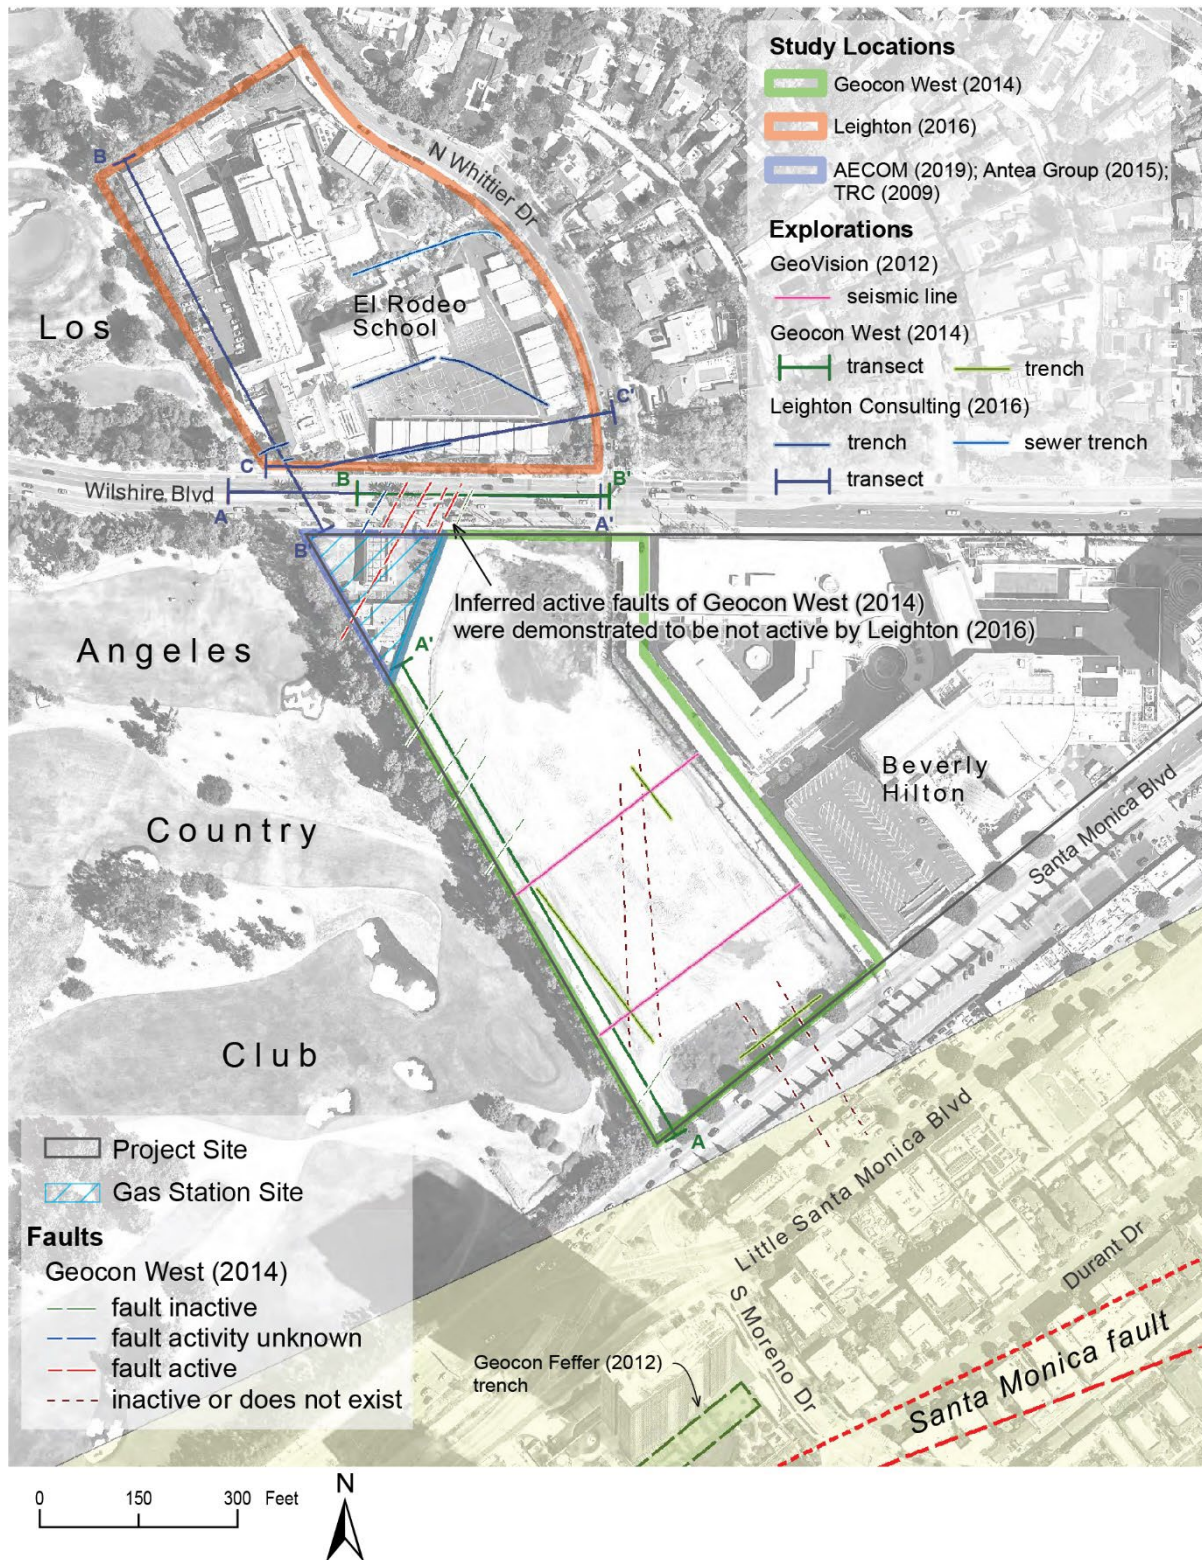 Study Locations
Geocon West (2014)
Leighton (2016)
AECOM (2019); Antea Group (2015);
TRC (2009)
Explorations
GeoVision (2012)
seismic line
Geocon West (2014)
transect
trench
Leighton Consulting (2016)
trench
sewer trench
transect
B
N Whittier Dr
El Rodeo
School
Los
C'
C
Wilshire Blvd
B
B'
A
A'
B'
Inferred active faults of Geocon West (2014)
were demonstrated to be not active by Leighton (2016)
Angeles
A'
Beverly
Hilton
Santa Monica Blvd
Country
Club
A
Little Santa Monica Blvd
Durant Dr
S Moreno Dr
Santa Monica fault
Geocon Feffer (2012)
trench
Project Site
Gas Station Site
Faults
Geocon West (2014)
fault inactive
fault activity unknown
fault active
inactive or does not exist
0 150 300 Feet
N